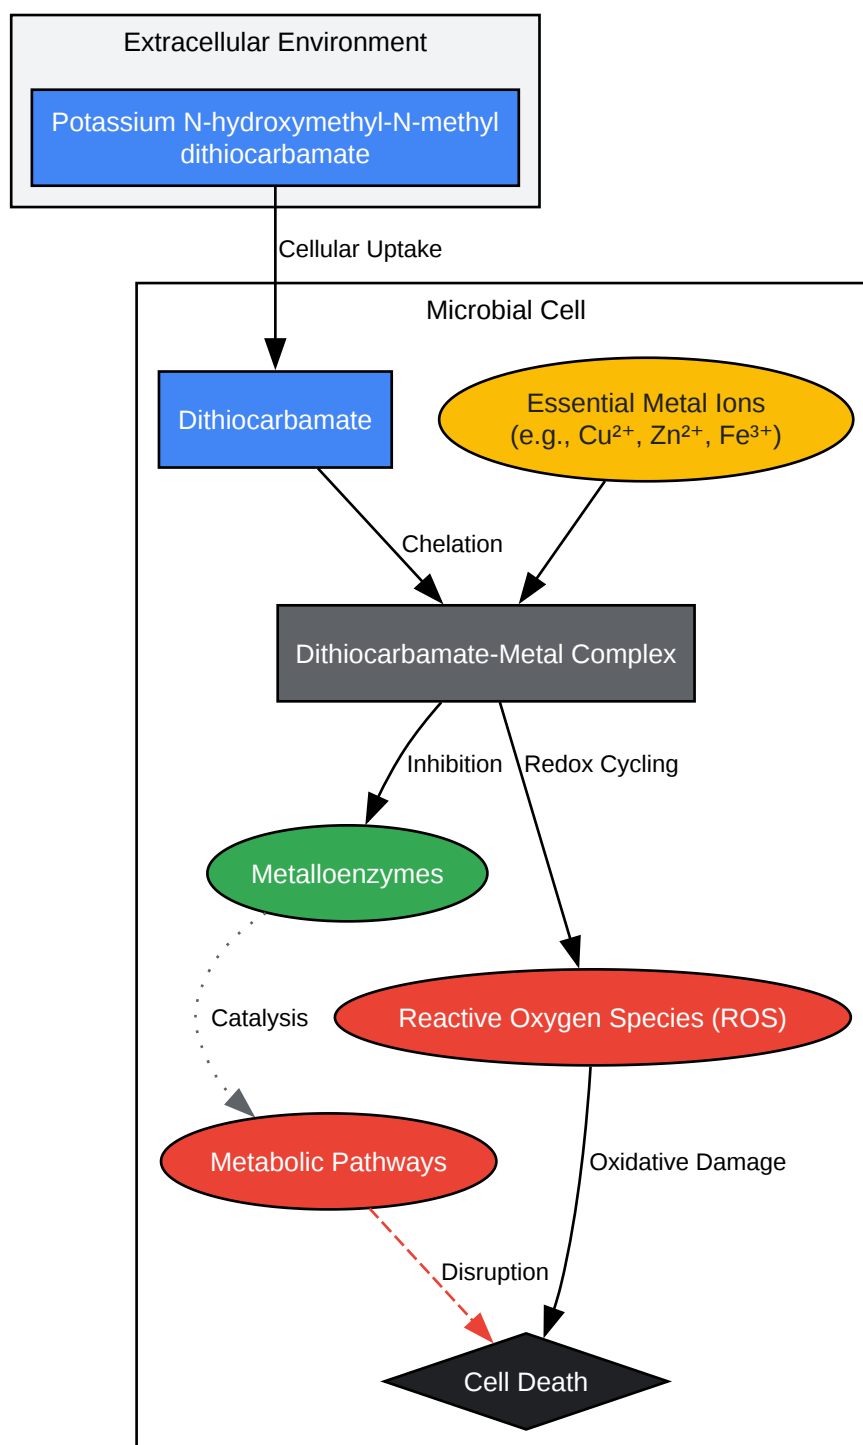 Extracellular Environment
Potassium N-hydroxymethyl-N-methyl
dithiocarbamate
Cellular Uptake
Microbial Cell
Dithiocarbamate
Essential Metal Ions
(e.g., Cu²⁺, Zn²⁺, Fe³⁺)
Chelation
Dithiocarbamate-Metal Complex
Inhibition
Redox Cycling
Metalloenzymes
Catalysis
Reactive Oxygen Species (ROS)
Metabolic Pathways
Oxidative Damage
Disruption
Cell Death